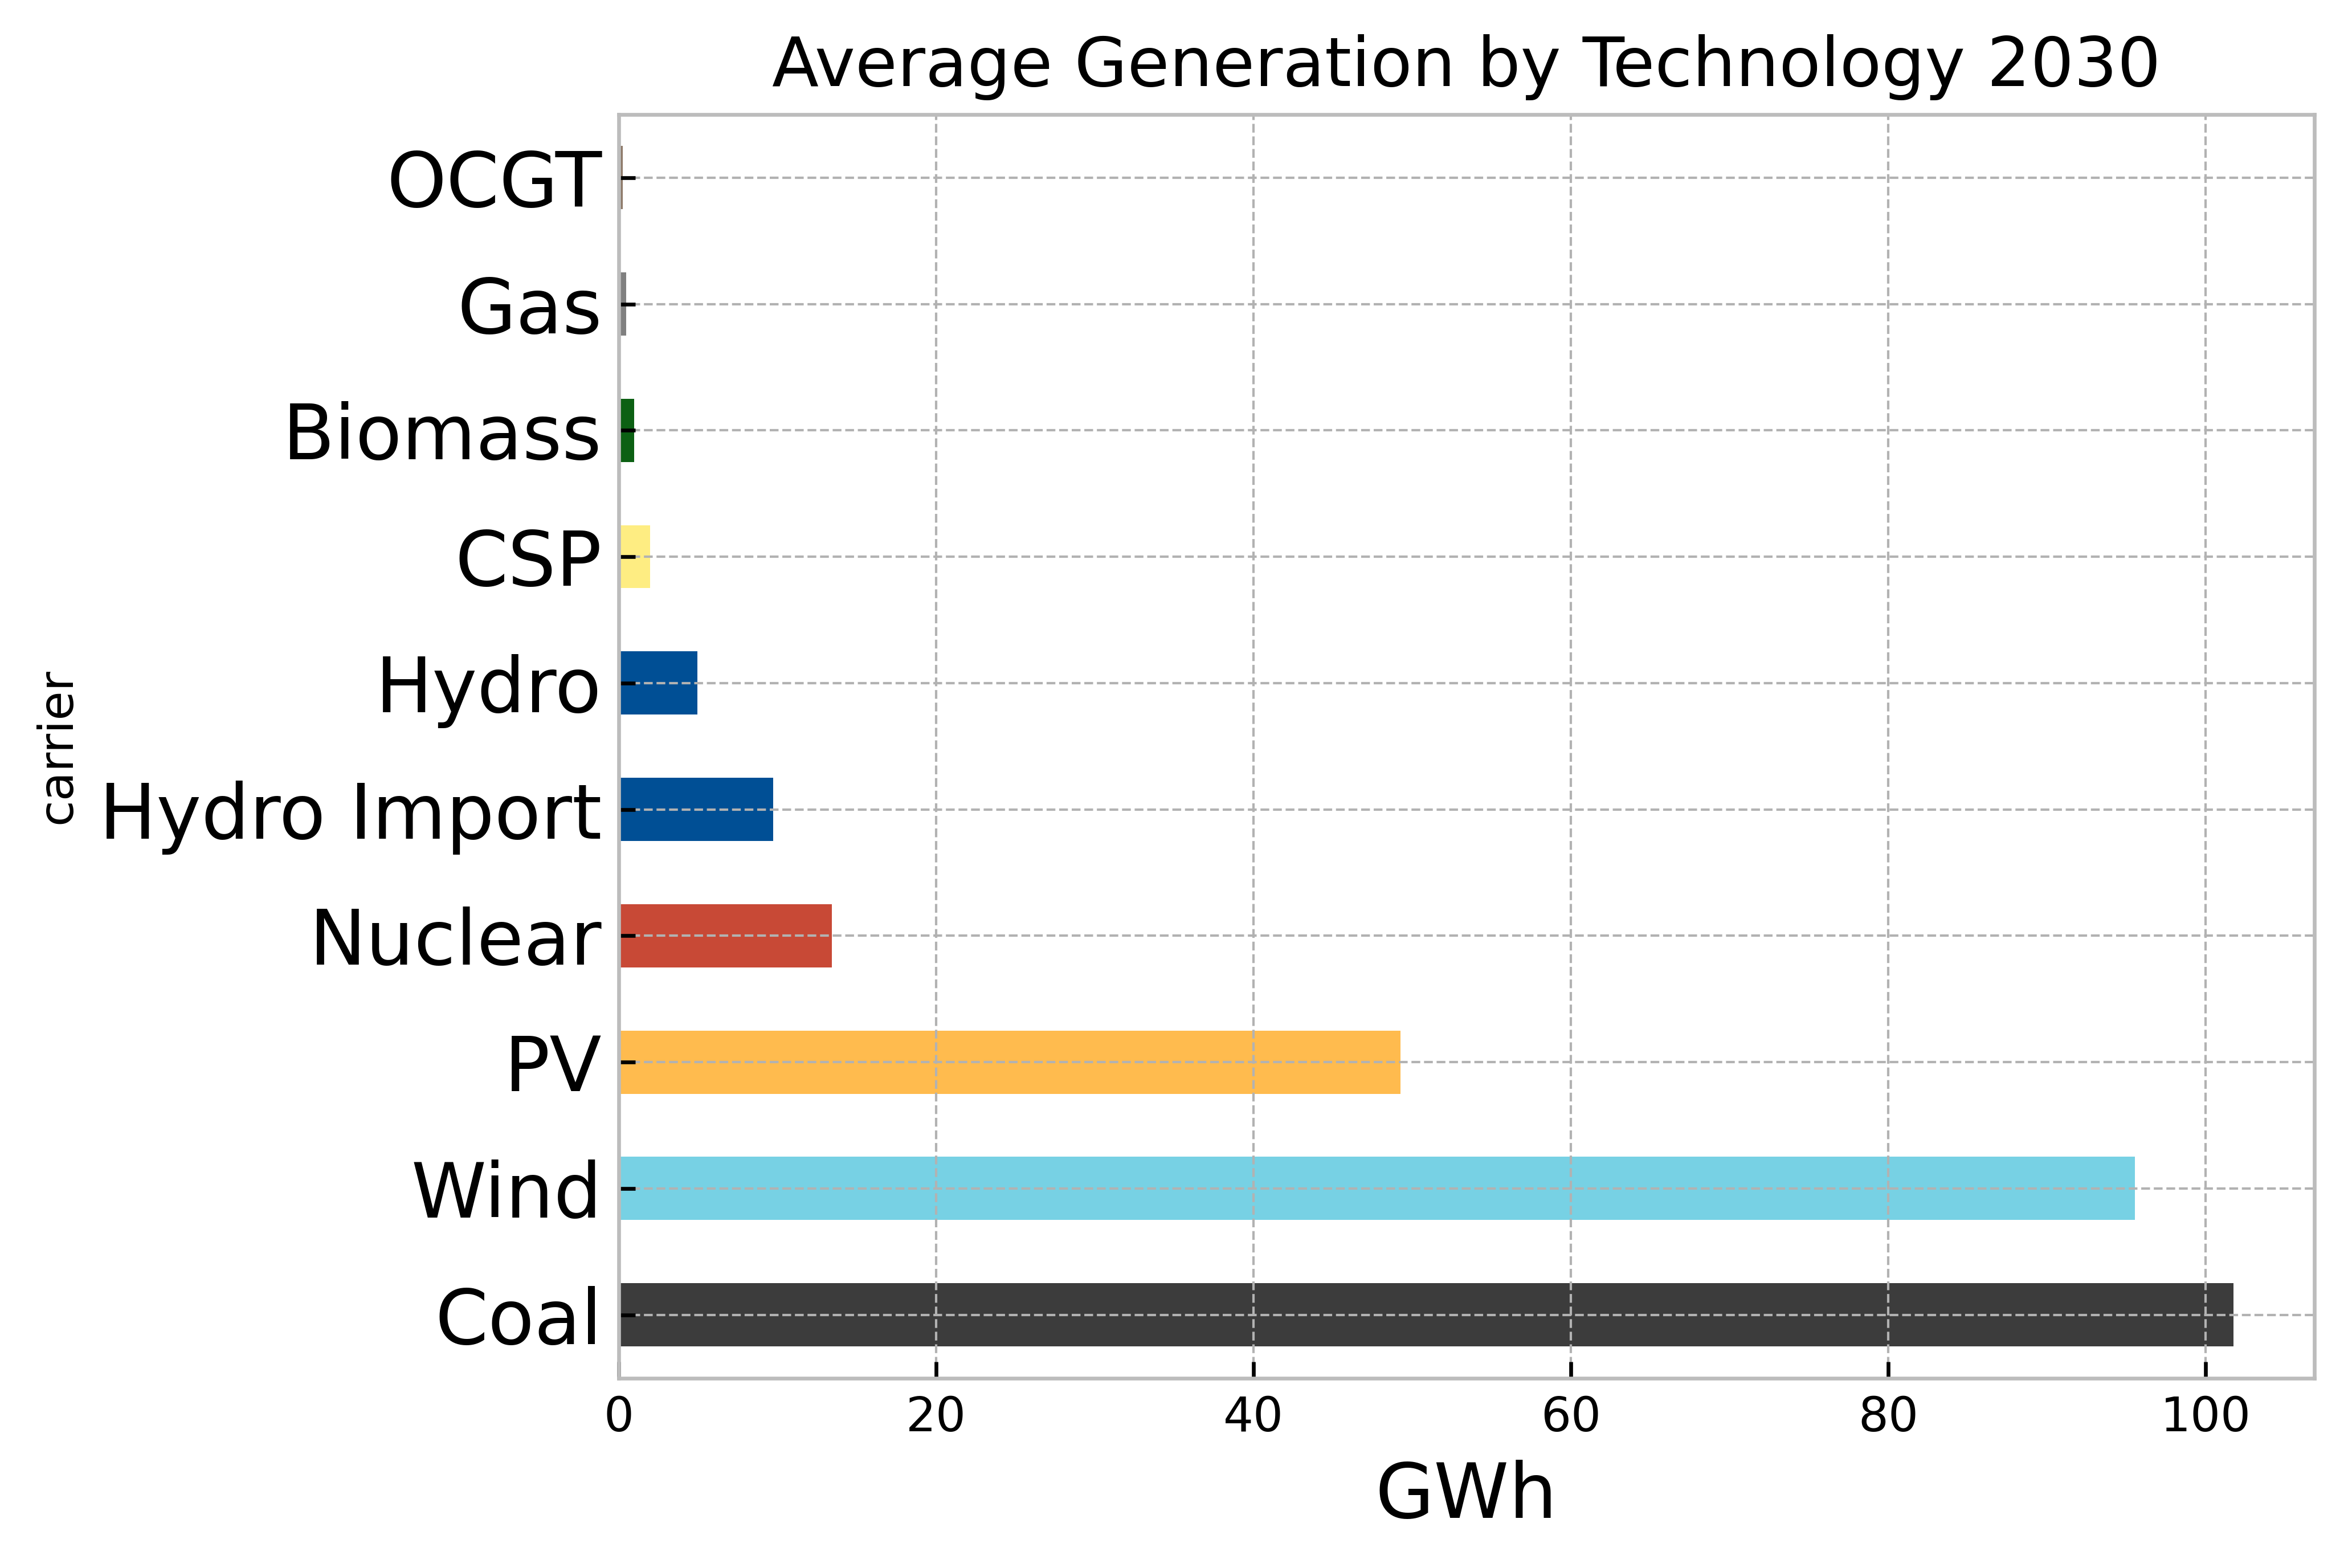 Average Generation by Technology 2030
OCGT
Gas
Biomass
CSP
Hydro
Hydro Import
Nuclear
PV
Wind
Coal
carrier
0 20 40 60 80 100
GWh